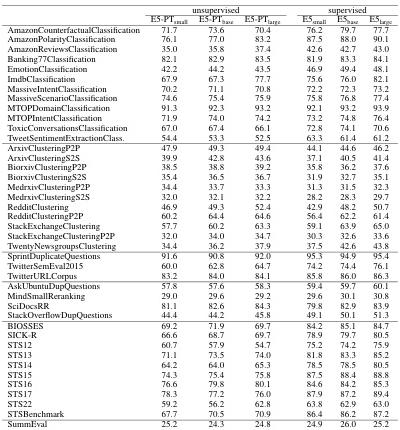 unsupervised supervised
E5-PTsmall E5-PTbase E5-PTlarge E5small E5base E5large
AmazonCounterfactualClassification 71.7 73.6 70.4 76.2 79.7 77.7
AmazonPolarityClassification 76.1 77.0 83.2 87.5 88.0 90.1
AmazonReviewsClassification 35.0 35.8 37.4 42.6 42.7 43.0
Banking77Classification 82.1 82.9 83.5 81.9 83.3 84.1
EmotionClassification 42.2 44.2 43.5 46.9 49.4 48.1
ImdbClassification 67.9 67.3 77.7 75.6 76.0 82.1
MassiveIntentClassification 70.2 71.1 70.8 72.2 72.3 73.2
MassiveScenarioClassification 74.6 75.4 75.9 75.8 76.8 77.4
MTOPDomainClassification 91.3 92.3 93.2 92.1 93.2 93.9
MTOPIntentClassification 71.9 74.0 74.2 73.2 74.8 76.4
ToxicConversationsClassification 67.0 67.4 66.1 72.8 74.1 70.6
TweetSentimentExtractionClass. 54.4 53.3 52.5 63.3 61.4 61.2
ArxivClusteringP2P 47.9 49.3 49.4 44.1 44.6 46.2
ArxivClusteringS2S 39.9 42.8 43.6 37.1 40.5 41.4
BiorxivClusteringP2P 38.5 38.8 39.2 35.8 36.2 37.6
BiorxivClusteringS2S 35.4 36.5 36.7 31.9 32.7 35.1
MedrxivClusteringP2P 34.4 33.7 33.3 31.3 31.5 32.3
MedrxivClusteringS2S 32.0 32.1 32.2 28.2 28.3 29.7
RedditClustering 46.9 49.3 52.4 42.9 48.2 50.7
RedditClusteringP2P 60.2 64.4 64.6 56.4 62.2 61.4
StackExchangeClustering 57.7 60.2 63.3 59.1 63.9 65.0
StackExchangeClusteringP2P 32.0 34.0 34.7 30.3 32.6 33.6
TwentyNewsgroupsClustering 34.4 36.2 37.9 37.5 42.6 43.8
SprintDuplicateQuestions 91.6 90.8 92.0 95.3 94.9 95.4
TwitterSemEval2015 60.0 62.8 64.7 74.2 74.4 76.1
TwitterURLCorpus 83.2 84.0 84.1 85.8 86.0 86.3
AskUbuntuDupQuestions 57.8 57.6 58.3 59.4 59.7 60.1
MindSmallReranking 29.0 29.6 29.2 29.6 30.1 30.8
SciDocsRR 81.1 82.6 84.3 79.8 82.9 83.9
StackOverflowDupQuestions 44.4 44.2 45.8 49.1 50.1 51.3
BIOSSES 69.2 71.9 69.7 84.2 85.1 84.7
SICK-R 66.6 68.7 69.7 78.9 79.7 80.5
STS12 60.7 57.9 54.7 75.2 74.2 75.9
STS13 71.1 73.5 74.0 81.8 83.3 85.2
STS14 64.2 64.0 65.3 78.5 78.5 80.5
STS15 74.3 75.4 75.8 87.5 88.4 88.8
STS16 76.6 79.8 80.1 84.6 84.2 85.3
STS17 78.3 77.2 76.0 87.9 87.2 89.4
STS22 59.2 56.2 62.8 63.8 62.9 63.0
STSBenchmark 67.7 70.5 70.9 86.4 86.2 87.2
SummEval 25.2 24.3 24.8 24.9 26.0 25.2